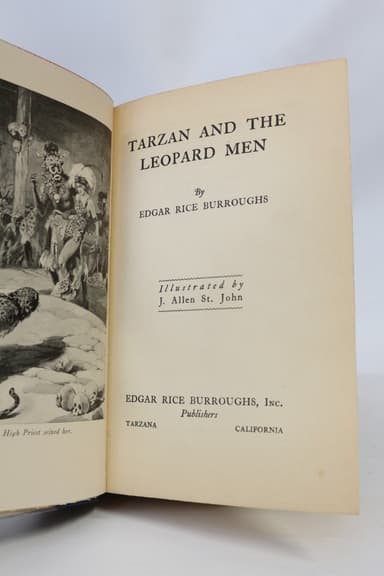 High Priest seized her.
TARZAN AND THE
LEOPARD MEN
By
EDGAR RICE BURROUGHS
Illustrated by
J. Allen St. John
EDGAR RICE BURROUGHS, Inc.
Publishers
TARZANA CALIFORNIA